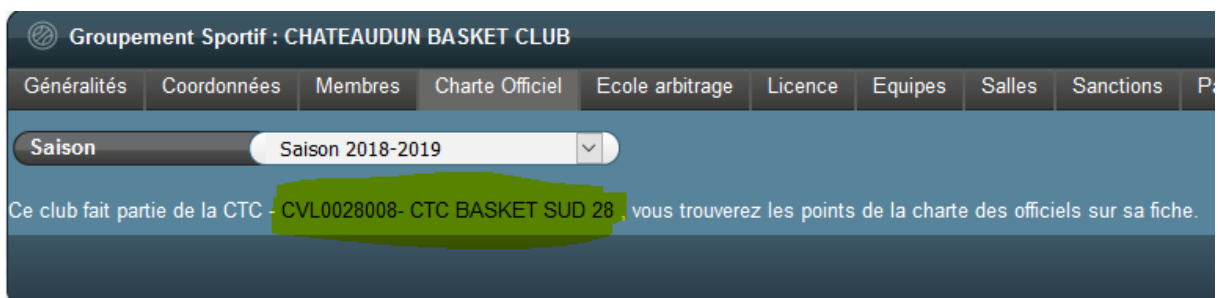 Groupement Sportif : CHATEAUDUN BASKET CLUB
Généralités Coordonnées Membres Charte Officiel Ecole arbitrage Licence Equipes Salles Sanctions
Saison Saison 2018-2019
Ce club fait partie de la CTC - CVL0028008- CTC BASKET SUD 28 , vous trouverez les points de la charte des officiels sur sa fiche.